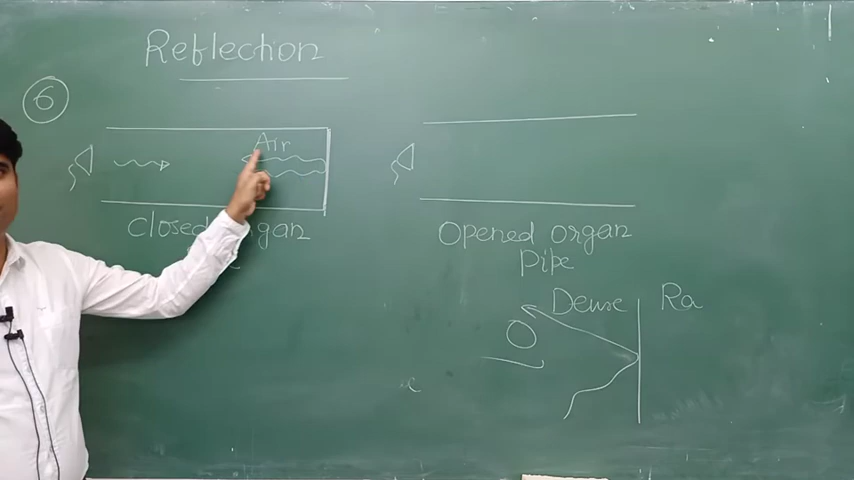 Reflection
6
Air
Closed organ
Opened organ
Pipe
Dense Ra